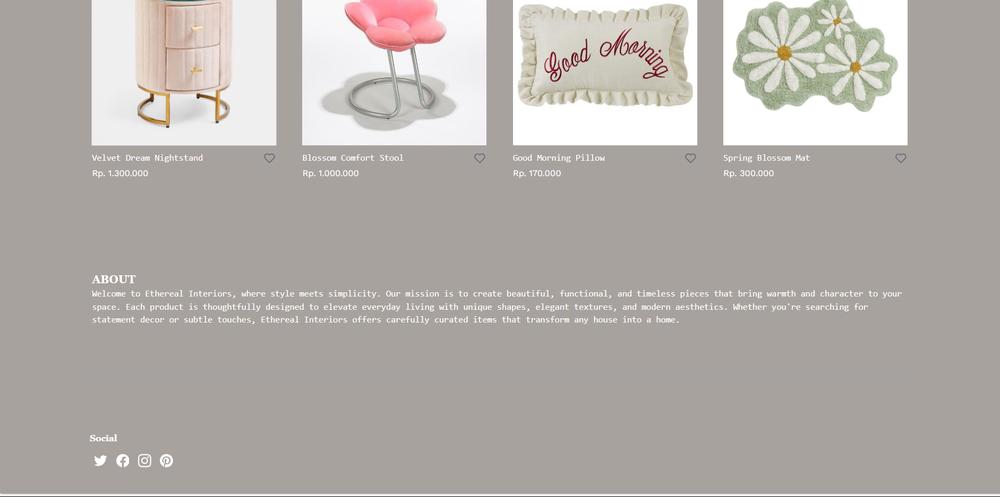 Good Morning
Velvet Dream Nightstand
Rp. 1.300.000
Blossom Comfort Stool
Rp. 1.000.000
Good Morning Pillow
Rp. 170.000
Spring Blossom Mat
Rp. 300.000
ABOUT
Welcome to Ethereal Interiors, where style meets simplicity. Our mission is to create beautiful, functional, and timeless pieces that bring warmth and character to your
space. Each product is thoughtfully designed to elevate everyday living with unique shapes, elegant textures, and modern aesthetics. Whether you're searching for
statement decor or subtle touches, Ethereal Interiors offers carefully curated items that transform any house into a home.
Social